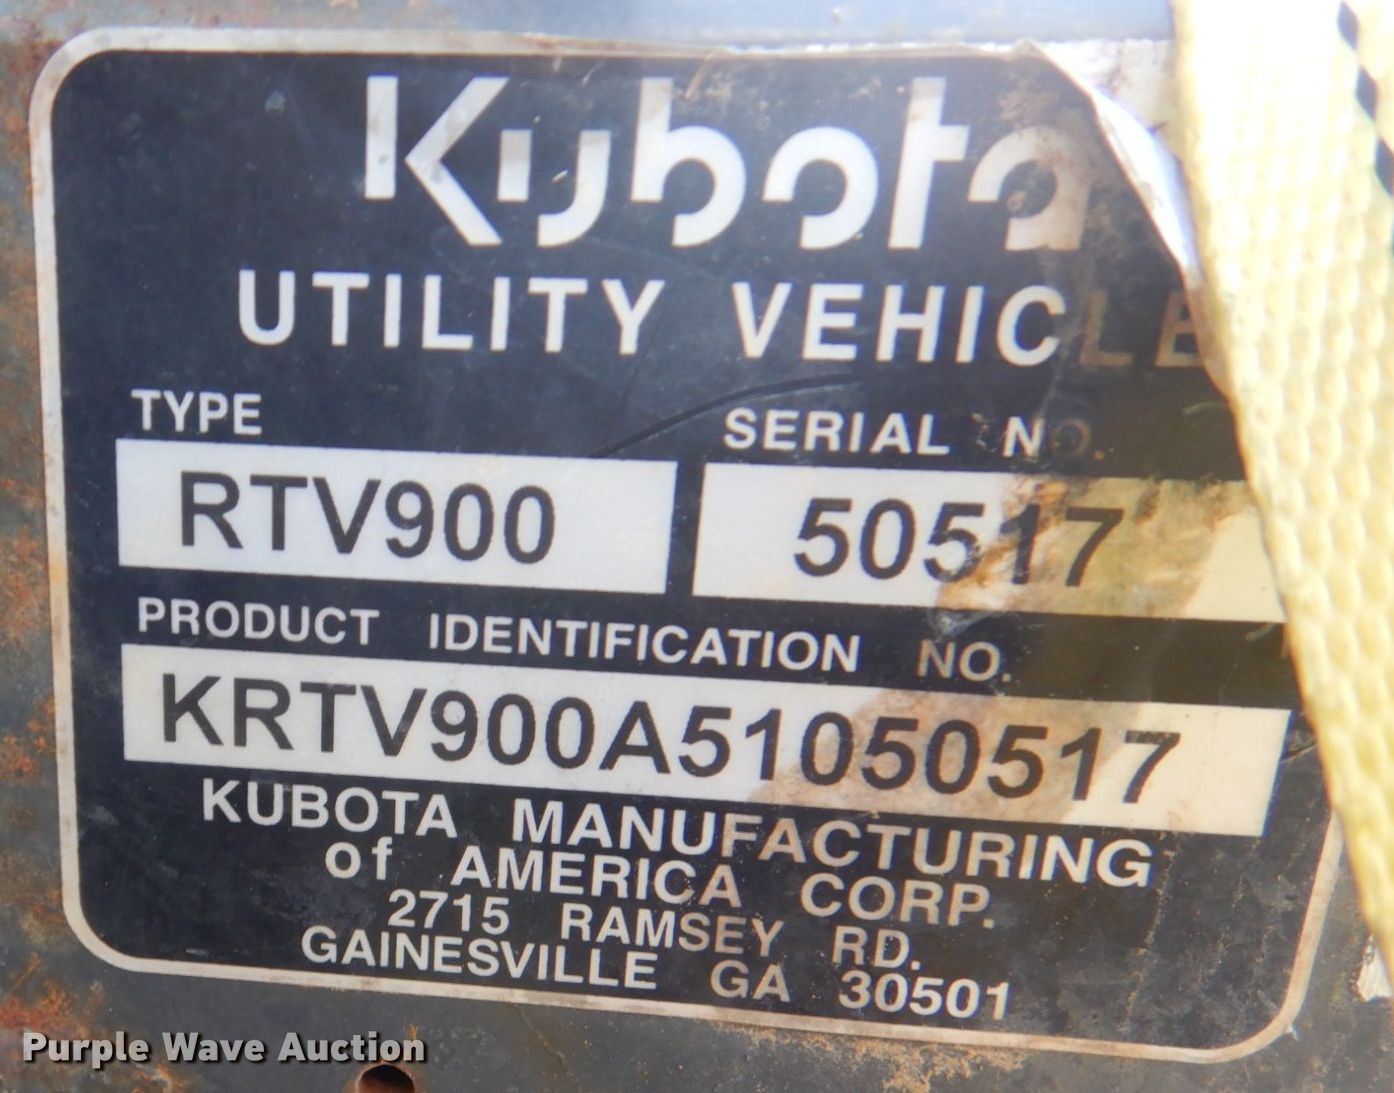 Kubota
UTILITY VEHICLE
TYPE SERIAL NO.
RTV900 50517
PRODUCT IDENTIFICATION NO.
KRTV900A51050517
KUBOTA MANUFACTURING
of AMERICA CORP.
2715 RAMSEY RD.
GAINESVILLE GA 30501
Purple Wave Auction